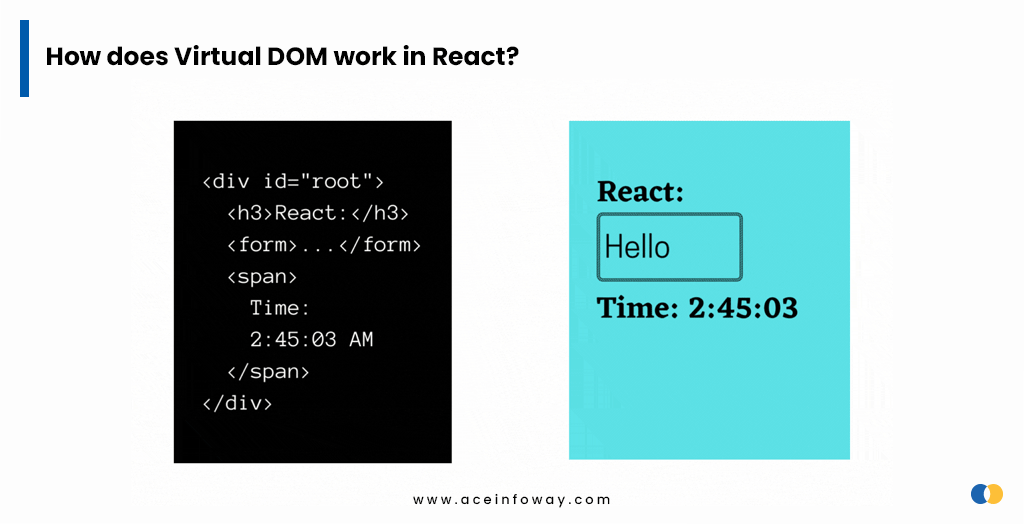 How does Virtual DOM work in React?
<div id="root">
<h3>React:</h3>
<form>...</form>
<span>
Time:
2:45:03 AM
</span>
</div>
React:
Hello
Time: 2:45:03
www.aceinfoway.com